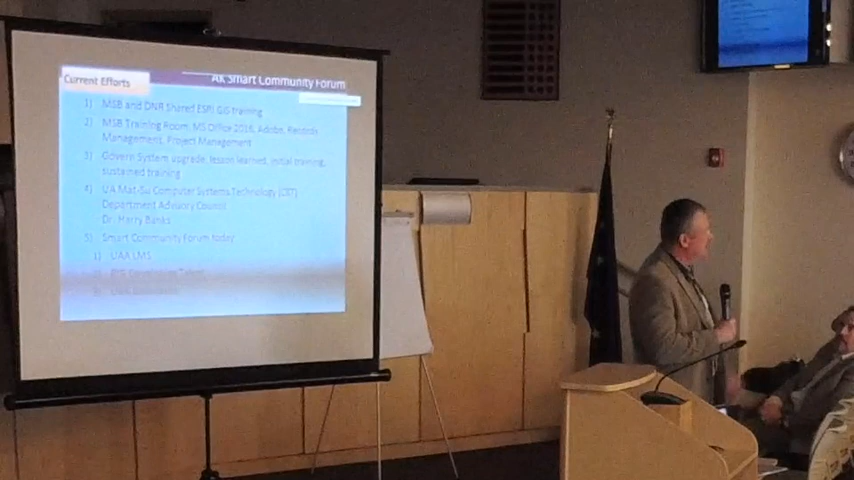 AK Smart Community Forum
Current Efforts
1) MSB and DNR Shared ESRI GIS training
2) MSB Training Room, MS Office 2016, Adobe, Records
Management, Project Management
3) Govern System upgrade, lesson learned, initial training,
sustained training
4) UA Mat-Su Computer Systems Technology (CST)
Department Advisory Council
- Dr. Harry Banks
5) Smart Community Forum today
1) UAA LMS